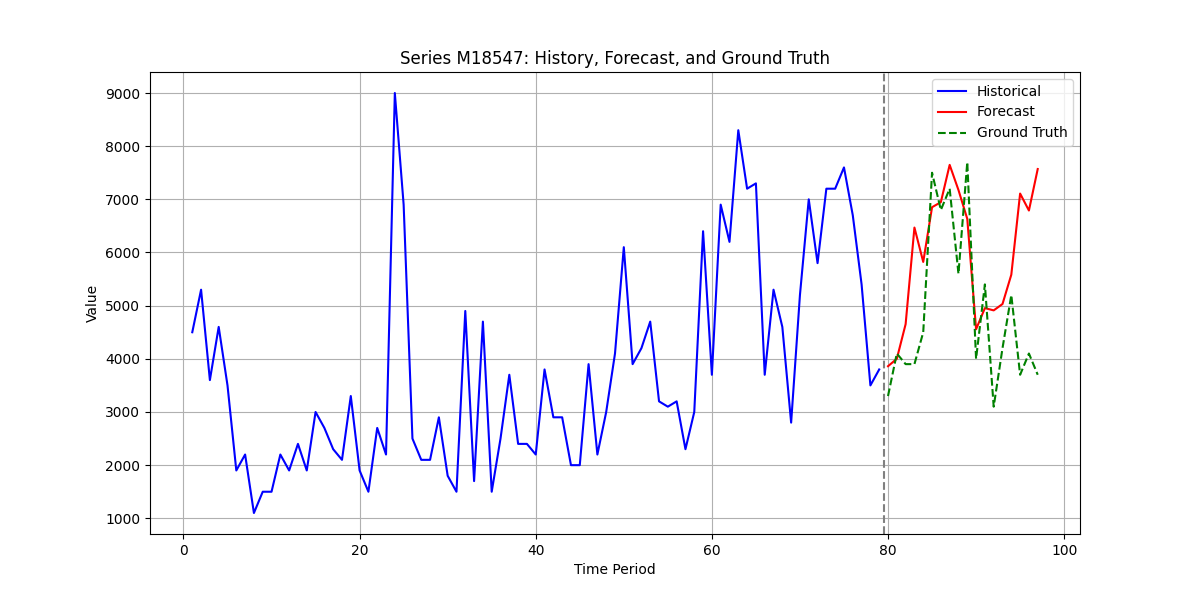 Series M18547: History, Forecast, and Ground Truth
Historical
Forecast
Ground Truth
Value
9000
8000
7000
6000
5000
4000
3000
2000
1000
0 20 40 60 80 100
Time Period